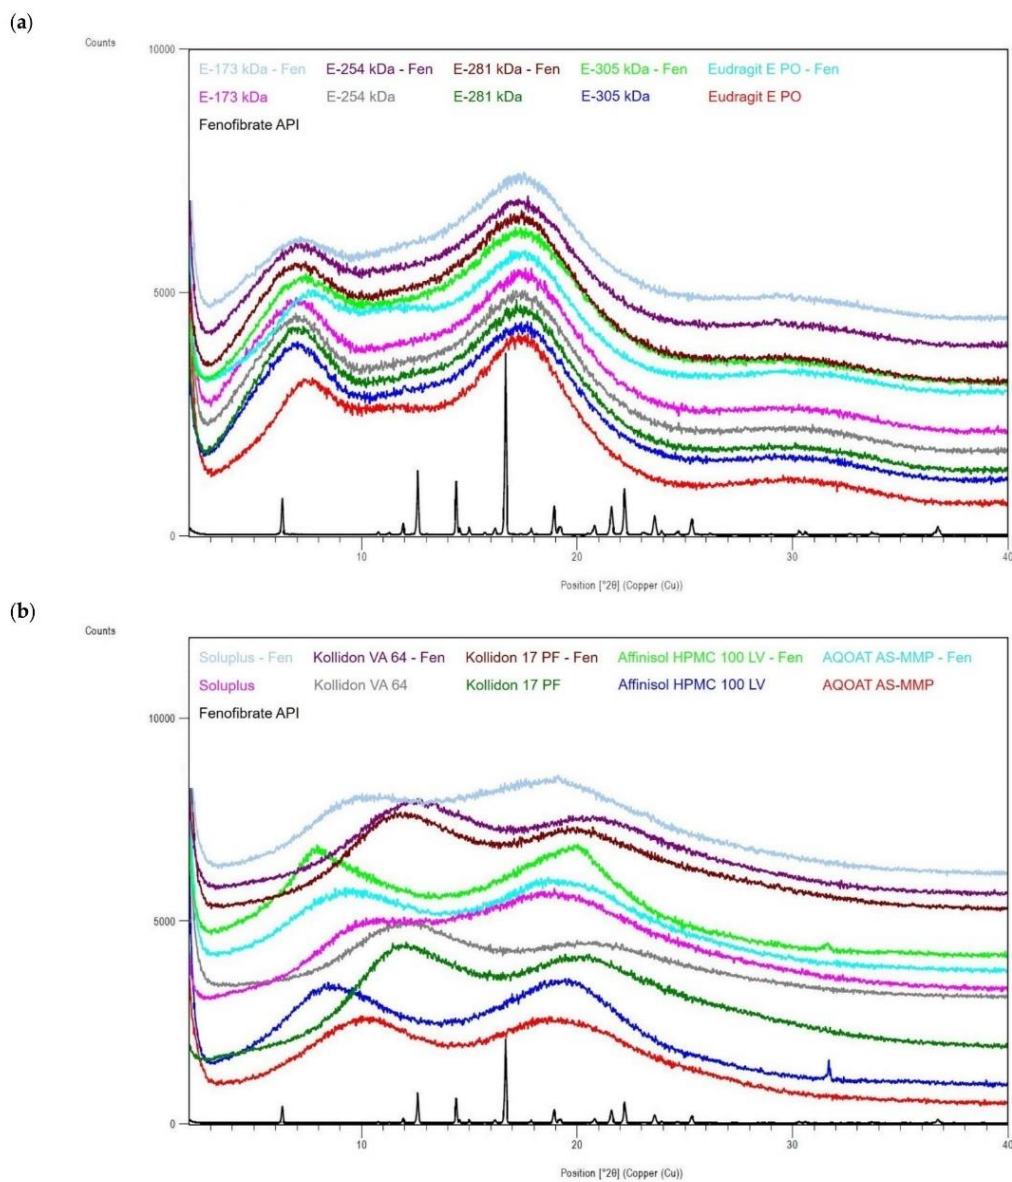 (a)
Counts
10000
E-173 kDa - Fen E-254 kDa - Fen E-281 kDa - Fen E-305 kDa - Fen Eudragit E PO - Fen
E-173 kDa E-254 kDa E-281 kDa E-305 kDa Eudragit E PO
Fenofibrate API
5000
0
10 20 30 40
Position [°2θ] (Copper (Cu))
(b)
Counts
Soluplus - Fen Kollidon VA 64 - Fen Kollidon 17 PF - Fen Affinisol HPMC 100 LV - Fen AQOAT AS-MMP - Fen
Soluplus Kollidon VA 64 Kollidon 17 PF Affinisol HPMC 100 LV AQOAT AS-MMP
Fenofibrate API
10000
5000
0
10 20 30 40
Position [°2θ] (Copper (Cu))